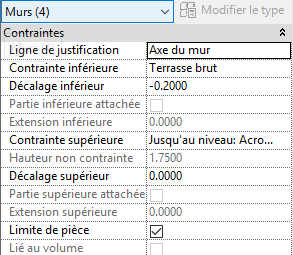 Murs (4) Modifier le type
Contraintes
Ligne de justification Axe du mur
Contrainte inférieure Terrasse brut
Décalage inférieur -0.2000
Partie inférieure attachée
Extension inférieure 0.0000
Contrainte supérieure Jusqu'au niveau: Acro...
Hauteur non contrainte 1.7500
Décalage supérieur 0.0000
Partie supérieure attachée
Extension supérieure 0.0000
Limite de pièce
Lié au volume